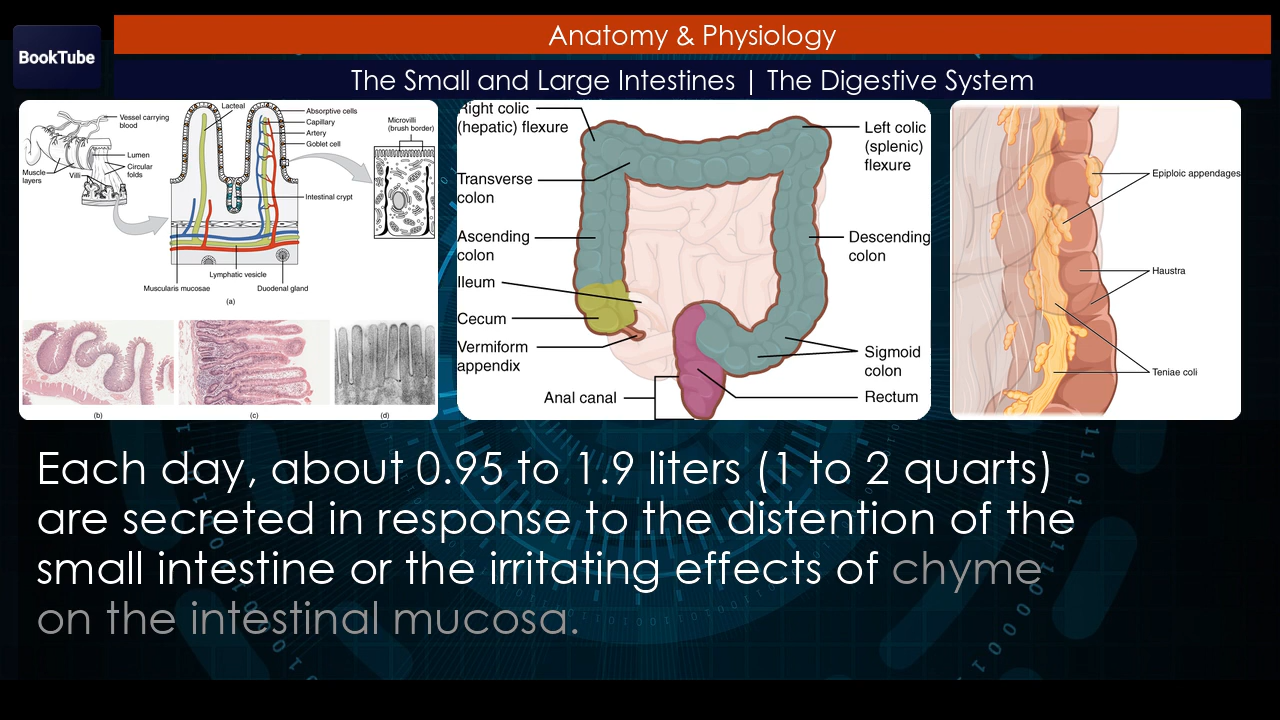 BookTube
Anatomy & Physiology
The Small and Large Intestines | The Digestive System
Vessel carrying
blood
Muscle
layers
Villi
Lumen
Circular
folds
Lacteal
Absorptive cells
Capillary
Artery
Goblet cell
Intestinal crypt
Microvilli
(brush border)
Lymphatic vesicle
Muscularis mucosae
Duodenal gland
(a)
(b)
(c)
(d)
Right colic
(hepatic) flexure
Transverse
colon
Ascending
colon
Ileum
Cecum
Vermiform
appendix
Anal canal
Left colic
(splenic)
flexure
Descending
colon
Sigmoid
colon
Rectum
Epiploic appendages
Haustra
Teniae coli
Each day, about 0.95 to 1.9 liters (1 to 2 quarts)
are secreted in response to the distention of the
small intestine or the irritating effects of chyme
on the intestinal mucosa.